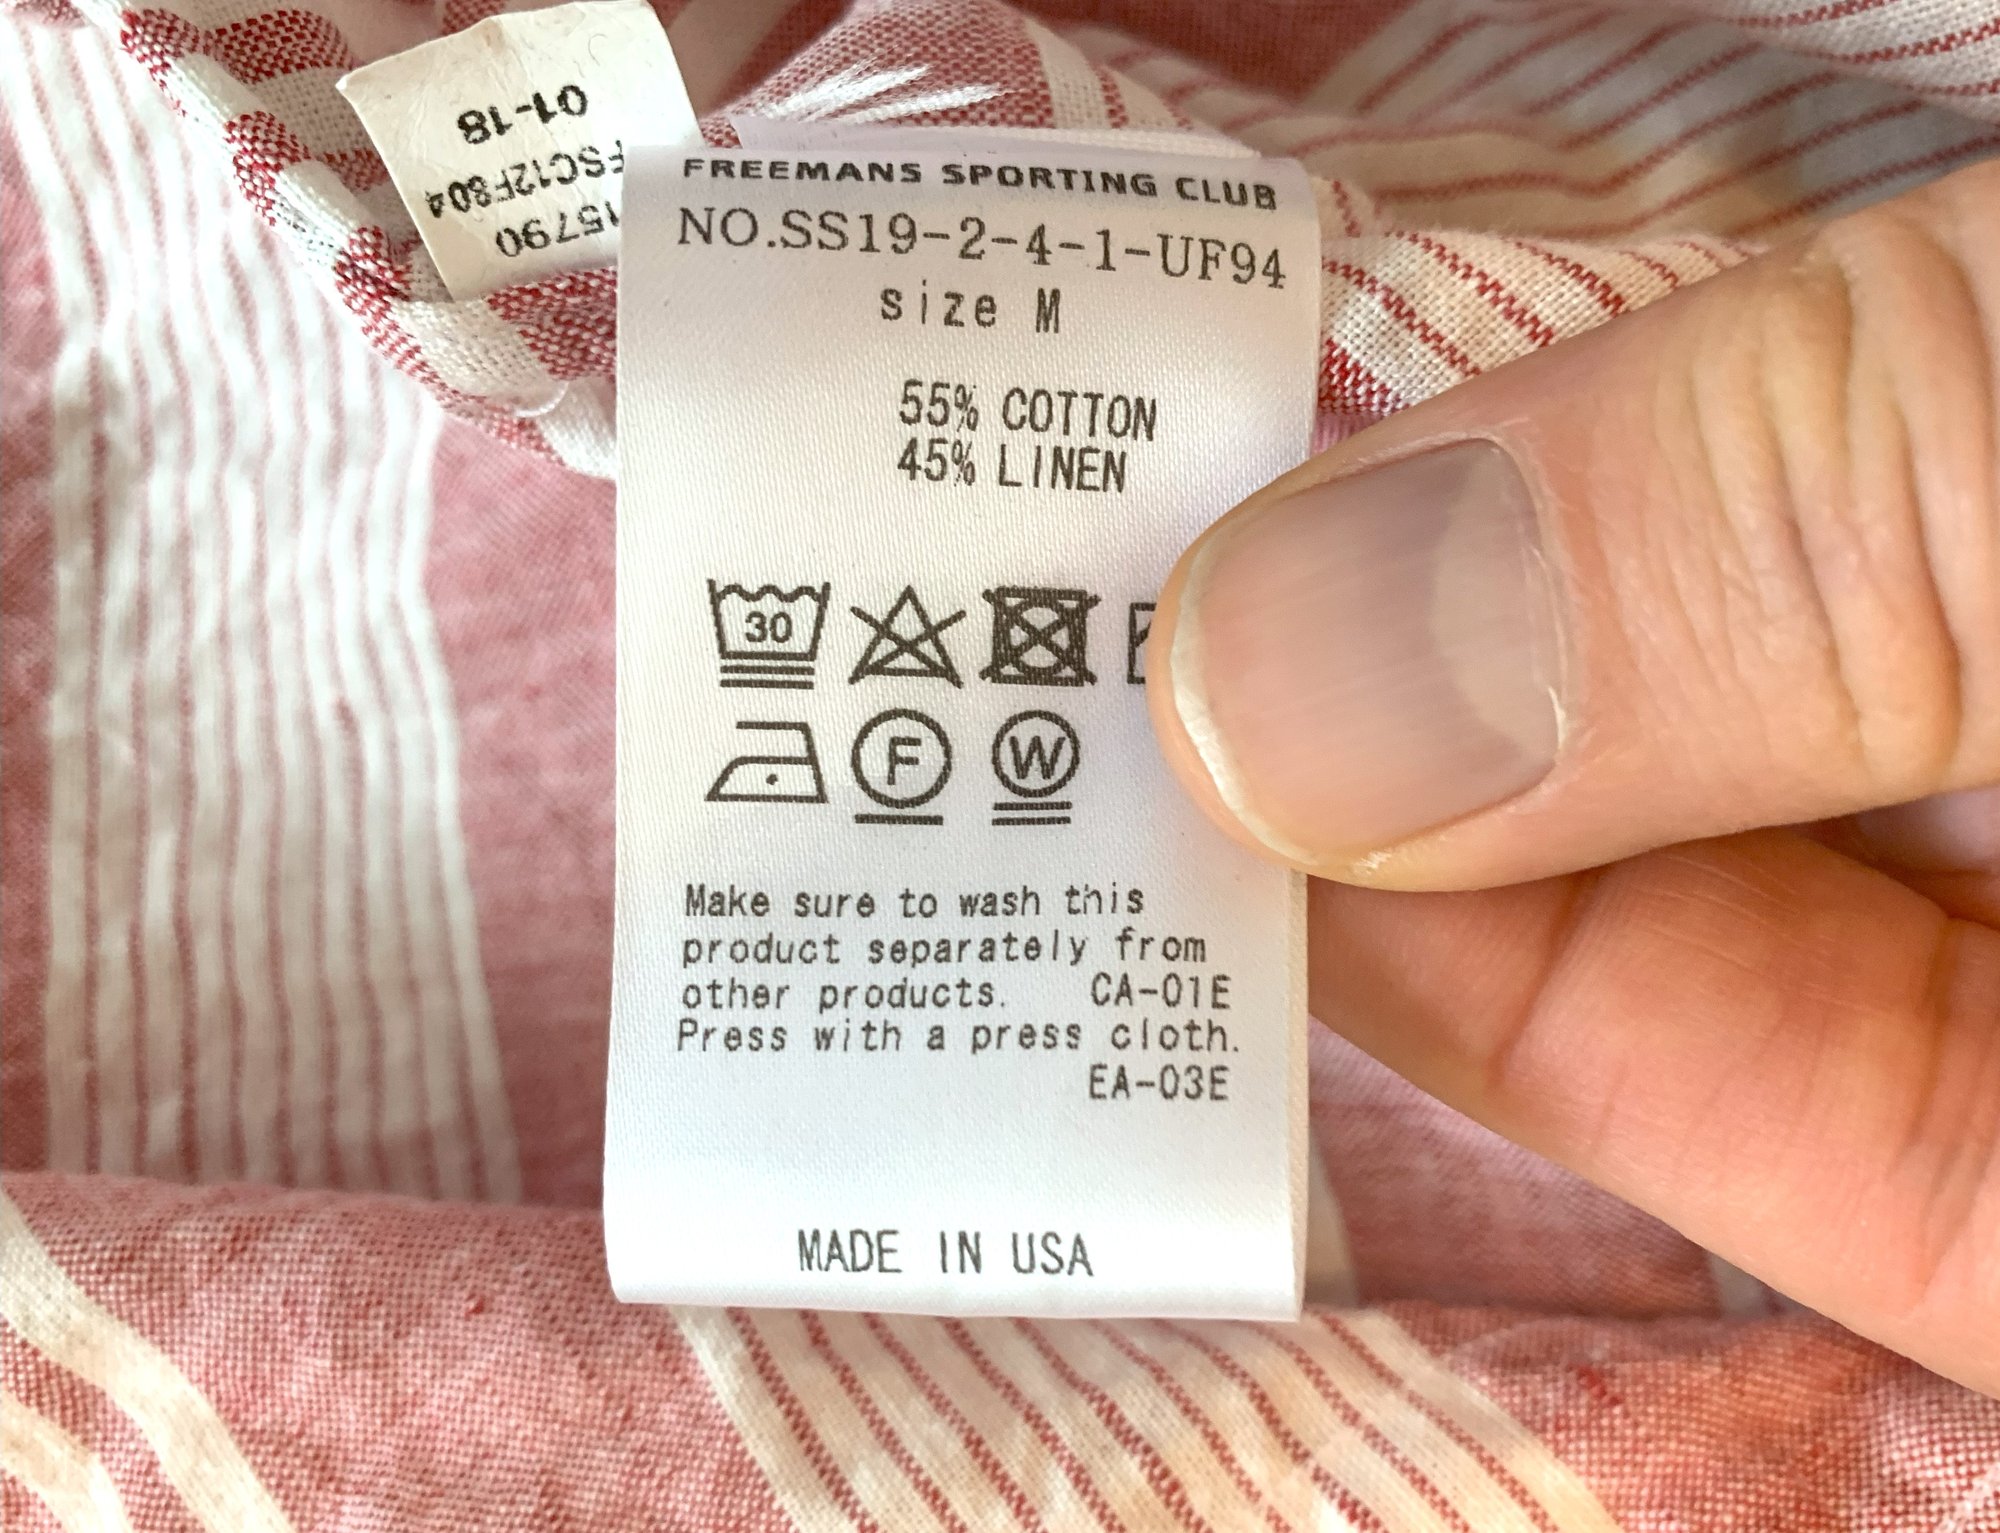 01-18
FSC12F804
15790
FREEMANS SPORTING CLUB
NO.SS19-2-4-1-UF94
size M
55% COTTON
45% LINEN
30
F
W
Make sure to wash this
product separately from
other products. CA-01E
Press with a press cloth.
EA-03E
MADE IN USA